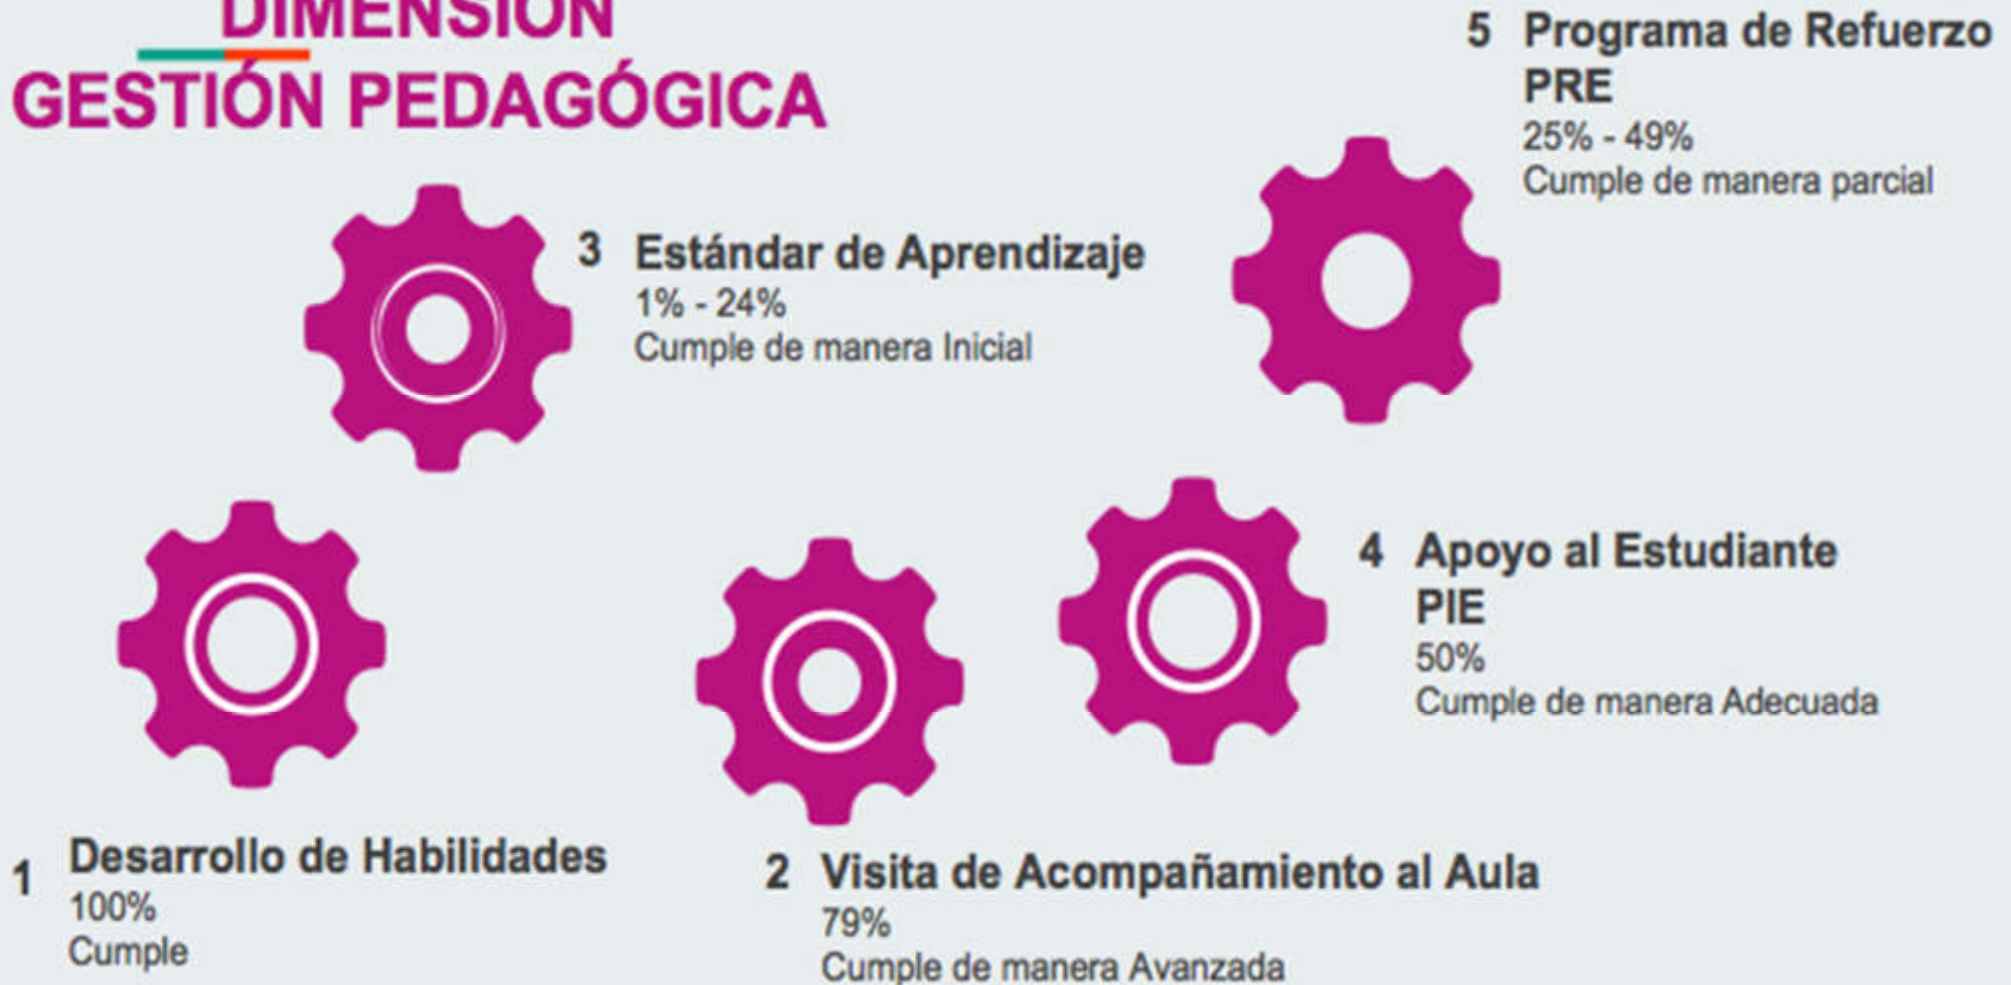 DIMENSIÓN
GESTIÓN PEDAGÓGICA
1 Desarrollo de Habilidades
100%
Cumple
2 Visita de Acompañamiento al Aula
79%
Cumple de manera Avanzada
3 Estándar de Aprendizaje
1% - 24%
Cumple de manera Inicial
4 Apoyo al Estudiante
PIE
50%
Cumple de manera Adecuada
5 Programa de Refuerzo
PRE
25% - 49%
Cumple de manera parcial